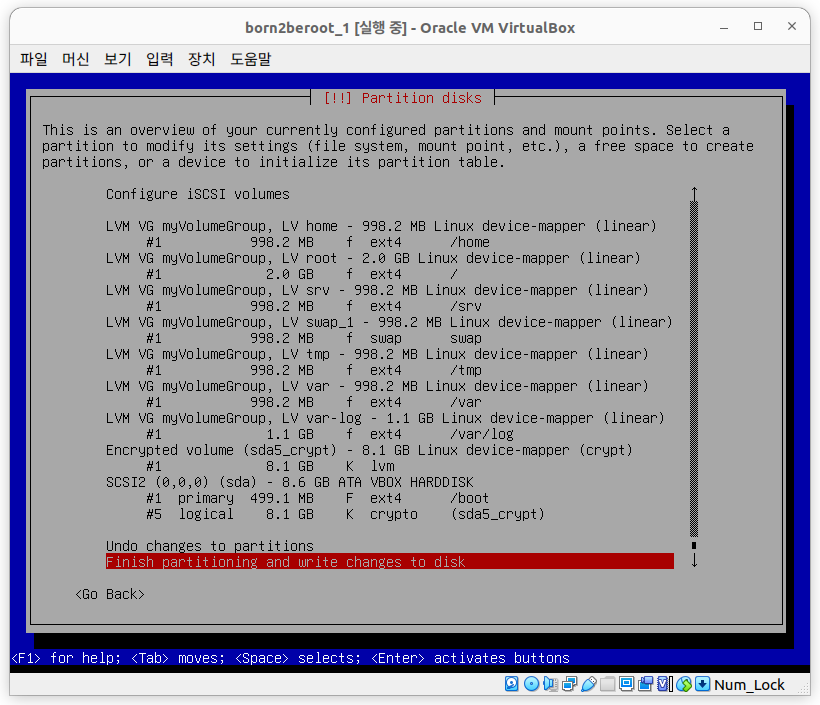 born2beroot_1 [실행 중] - Oracle VM VirtualBox
파일 머신 보기 입력 장치 도움말
[!!] Partition disks
This is an overview of your currently configured partitions and mount points. Select a
partition to modify its settings (file system, mount point, etc.), a free space to create
partitions, or a device to initialize its partition table.
Configure iSCSI volumes
LVM VG myVolumeGroup, LV home - 998.2 MB Linux device-mapper (linear)
#1 998.2 MB f ext4 /home
LVM VG myVolumeGroup, LV root - 2.0 GB Linux device-mapper (linear)
#1 2.0 GB f ext4 /
LVM VG myVolumeGroup, LV srv - 998.2 MB Linux device-mapper (linear)
#1 998.2 MB f ext4 /srv
LVM VG myVolumeGroup, LV swap_1 - 998.2 MB Linux device-mapper (linear)
#1 998.2 MB f swap swap
LVM VG myVolumeGroup, LV tmp - 998.2 MB Linux device-mapper (linear)
#1 998.2 MB f ext4 /tmp
LVM VG myVolumeGroup, LV var - 998.2 MB Linux device-mapper (linear)
#1 998.2 MB f ext4 /var
LVM VG myVolumeGroup, LV var-log - 1.1 GB Linux device-mapper (linear)
#1 1.1 GB f ext4 /var/log
Encrypted volume (sda5_crypt) - 8.1 GB Linux device-mapper (crypt)
#1 8.1 GB K lvm
SCSI2 (0,0,0) (sda) - 8.6 GB ATA VBOX HARDDISK
#1 primary 499.1 MB F ext4 /boot
#5 logical 8.1 GB K crypto (sda5_crypt)
Undo changes to partitions
Finish partitioning and write changes to disk
<Go Back>
<F1> for help; <Tab> moves; <Space> selects; <Enter> activates buttons
Num_Lock